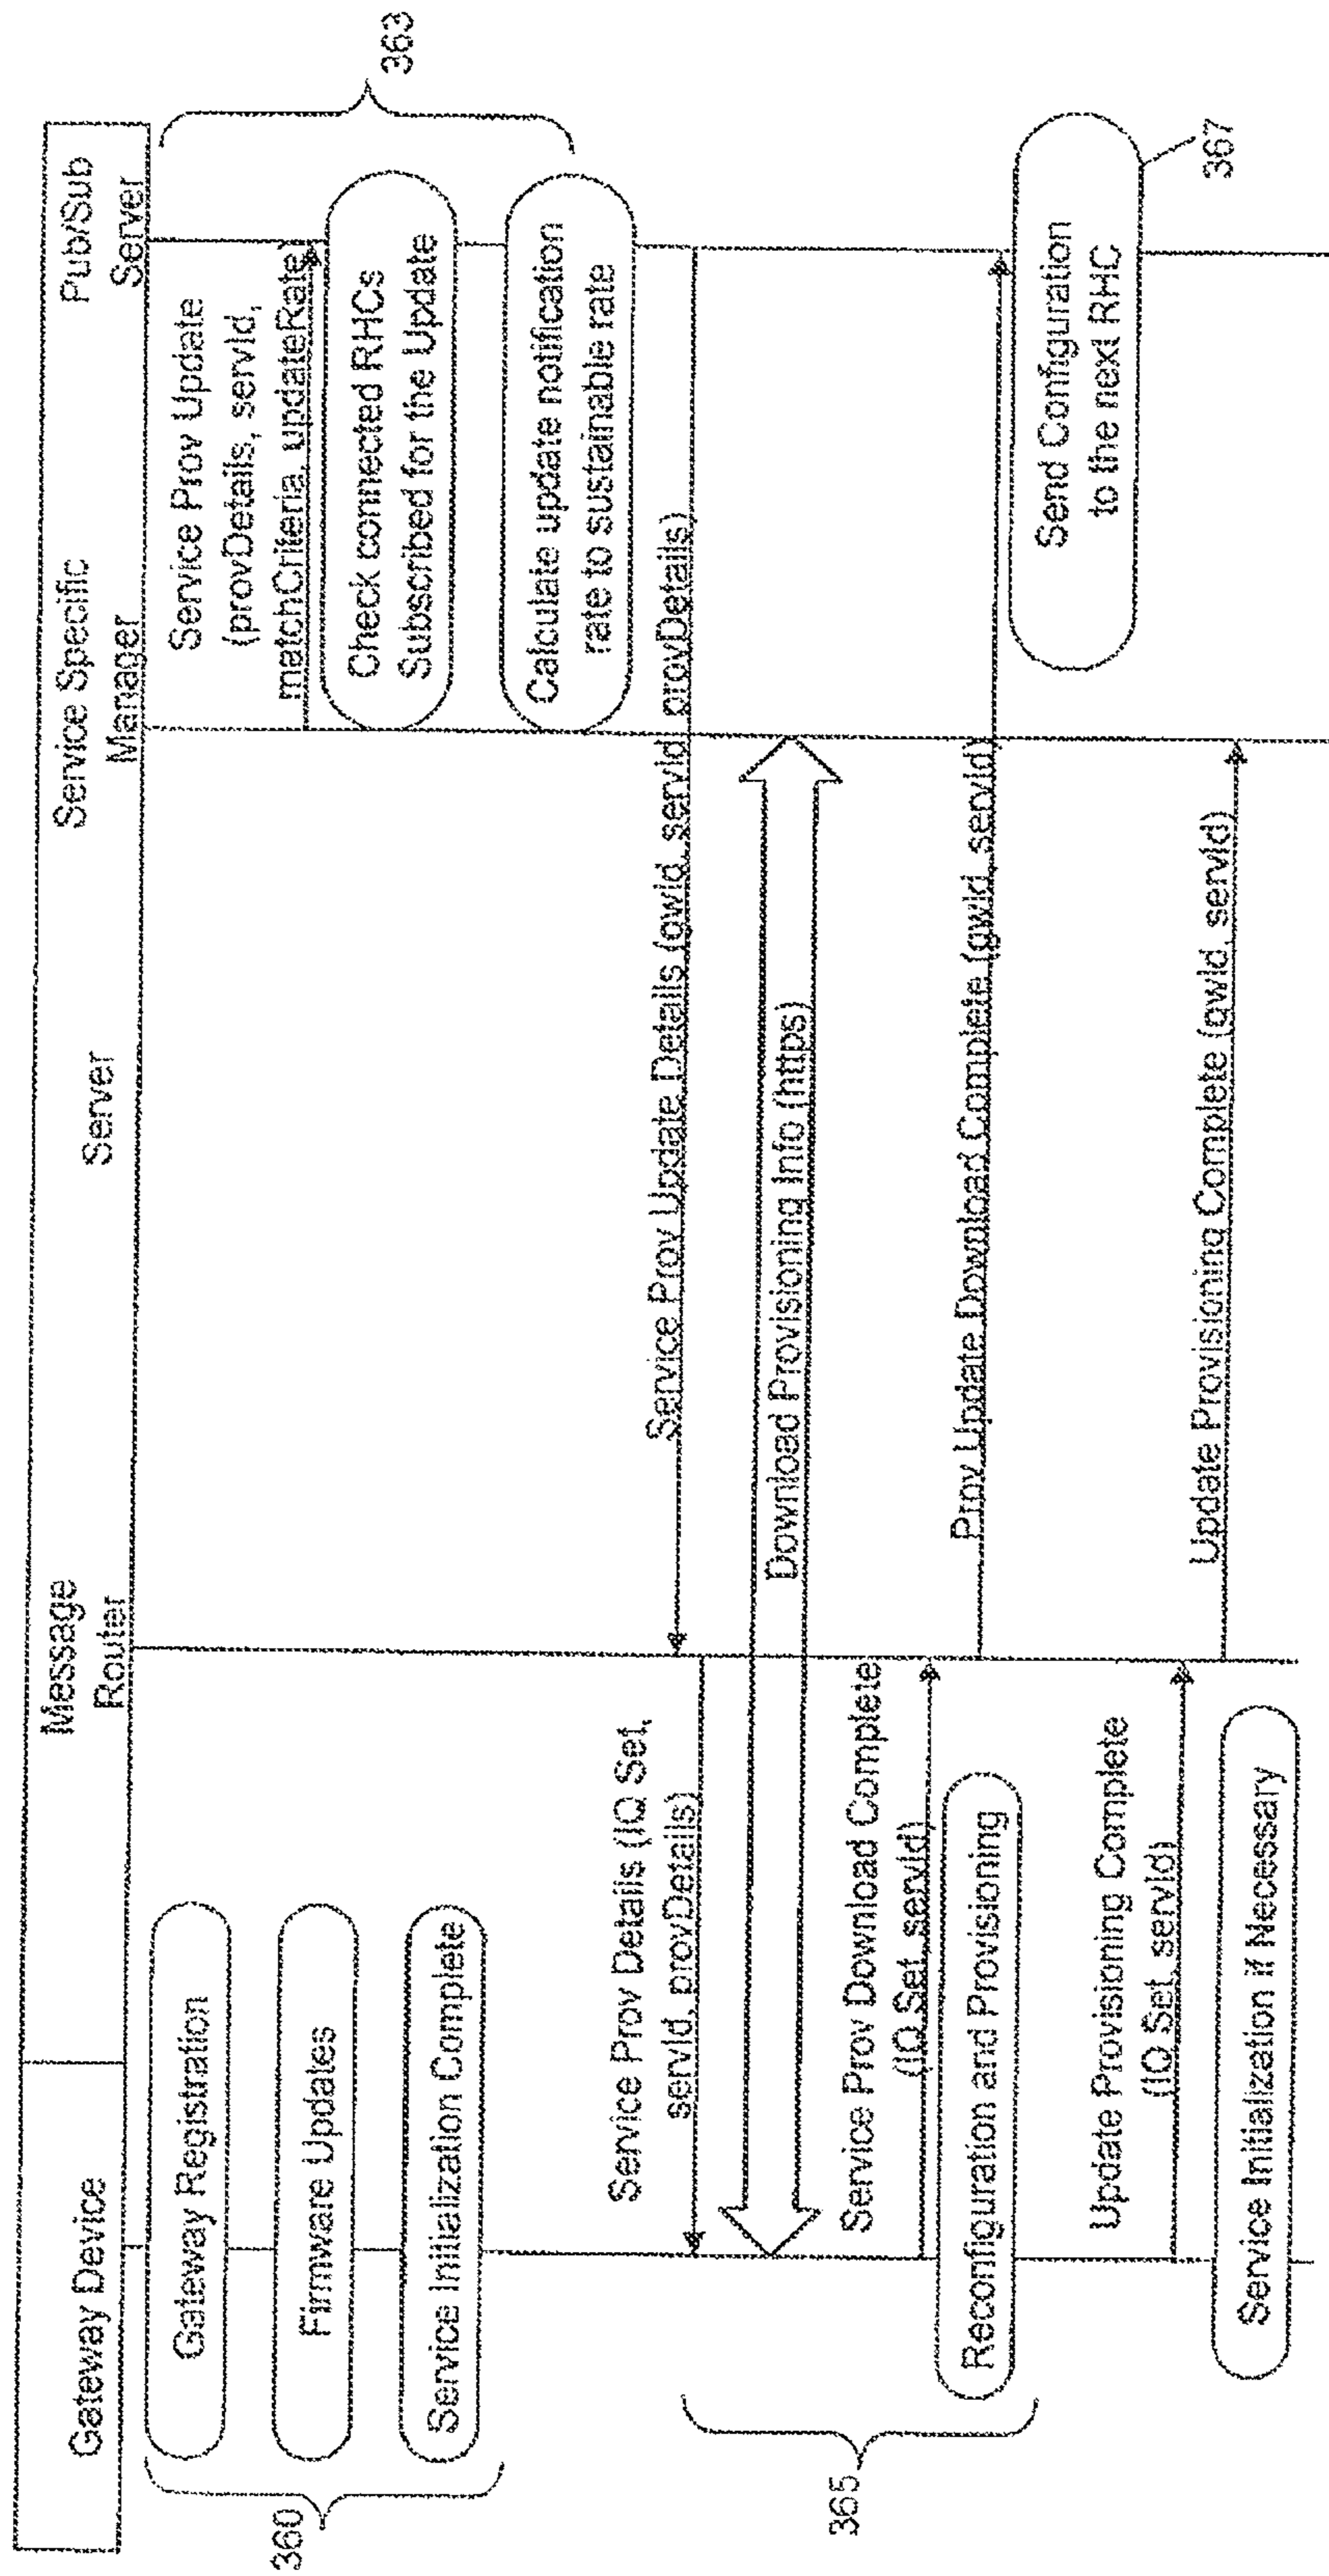 Gateway Device
Message
Router
Server
Service Specific
Manager
Pub/Sub
Server
Gateway Registration
Firmware Updates
Service Initialization Complete
360
Service Prov Update
(provDetails, servId,
matchCriteria, updateRate)
Check connected RHCs
Subscribed for the Update
Calculate update notification
rate to sustainable rate
363
Service Prov Update Details (gwId, servId, provDetails)
Service Prov Details (IQ Set,
servId, provDetails)
Download Provisioning Info (https)
Service Prov Download Complete
(IQ Set, servId)
Prov Update Download Complete (gwId, servId)
Reconfiguration and Provisioning
365
Send Configuration
to the next RHC
367
Update Provisioning Complete
(IQ Set, servId)
Update Provisioning Complete (gwId, servId)
Service Initialization if Necessary